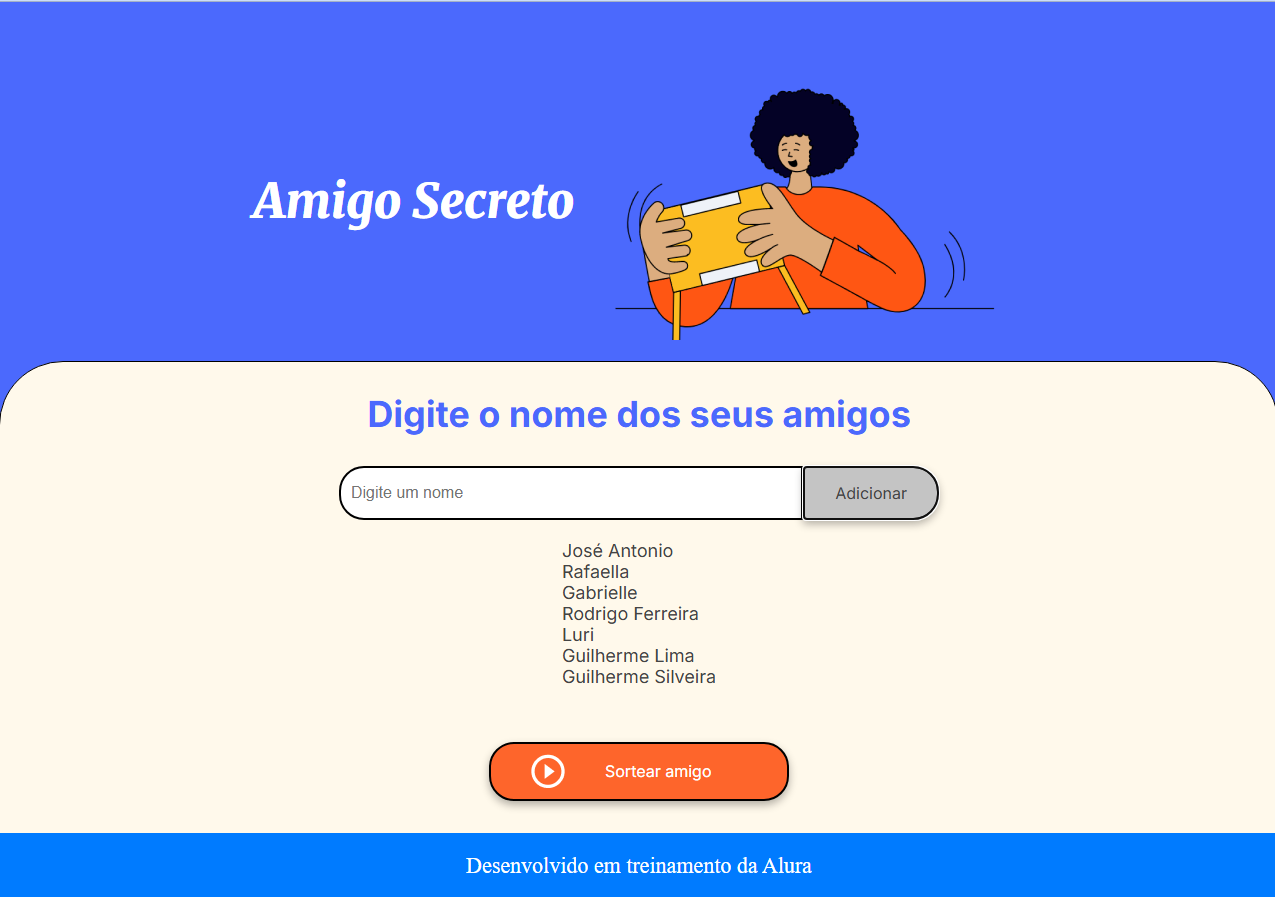 Amigo Secreto
Digite o nome dos seus amigos
Digite um nome
Adicionar
José Antonio
Rafaella
Gabrielle
Rodrigo Ferreira
Luri
Guilherme Lima
Guilherme Silveira
Sortear amigo
Desenvolvido em treinamento da Alura